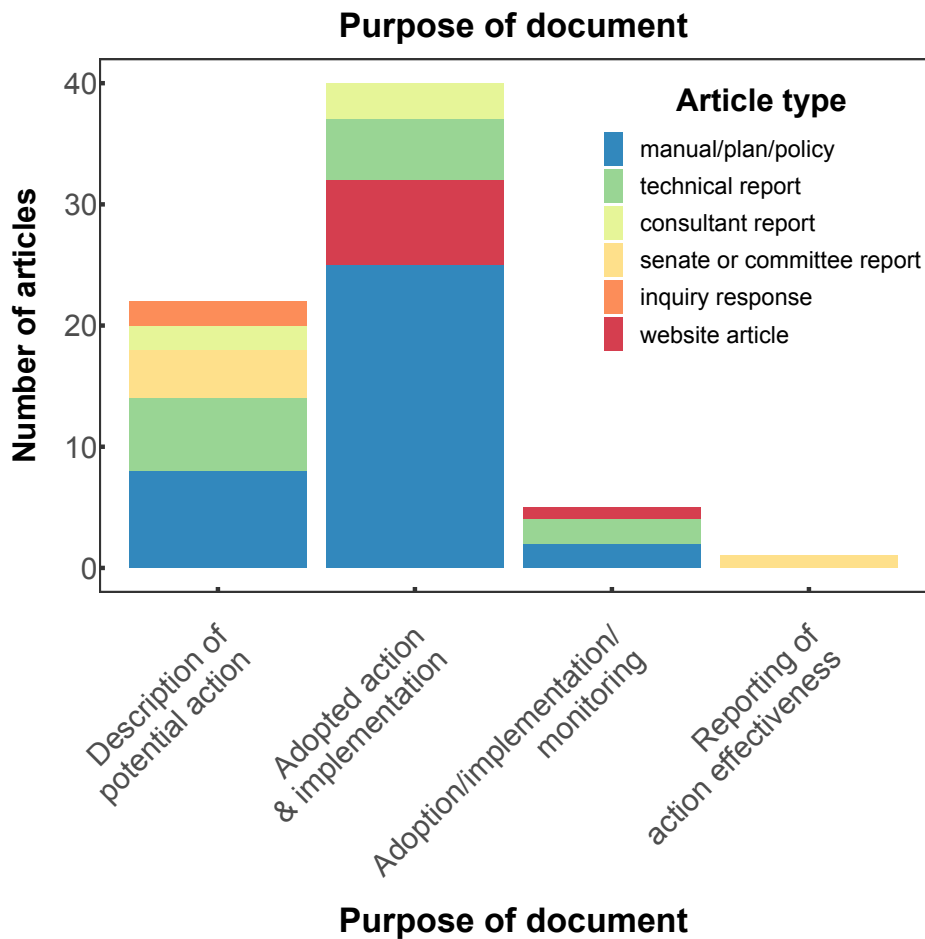 Purpose of document
Number of articles
40
30
20
10
0
Article type
manual/plan/policy
technical report
consultant report
senate or committee report
inquiry response
website article
Description of
potential action
Adopted action
& implementation
Adoption/implementation/
monitoring
Reporting of
action effectiveness
Purpose of document